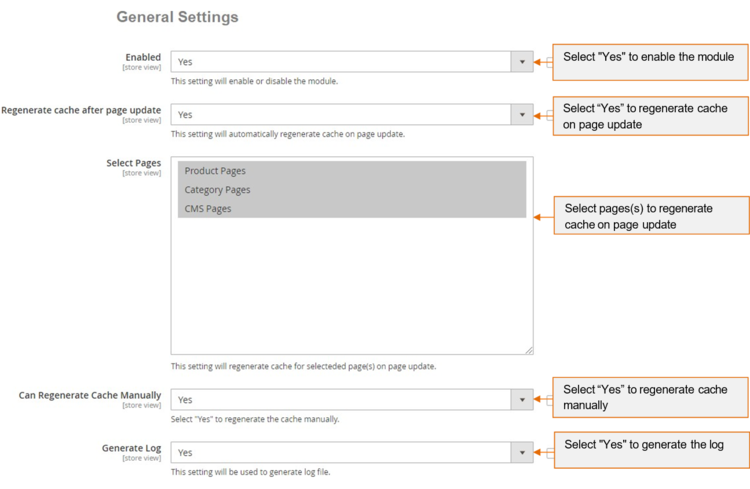 General Settings
Enabled
[store view]
Yes
Select "Yes" to enable the module
This setting will enable or disable the module.
Regenerate cache after page update
[store view]
Yes
Select “Yes” to regenerate cache
on page update
This setting will automatically regenerate cache on page update.
Select Pages
[store view]
Product Pages
Category Pages
CMS Pages
Select pages(s) to regenerate
cache on page update
This setting will regenerate cache for selecteded page(s) on page update.
Can Regenerate Cache Manually
[store view]
Yes
Select “Yes” to regenerate cache
manually
Select "Yes" to regenerate the cache manually.
Generate Log
[store view]
Yes
Select "Yes" to generate the log
This setting will be used to generate log file.